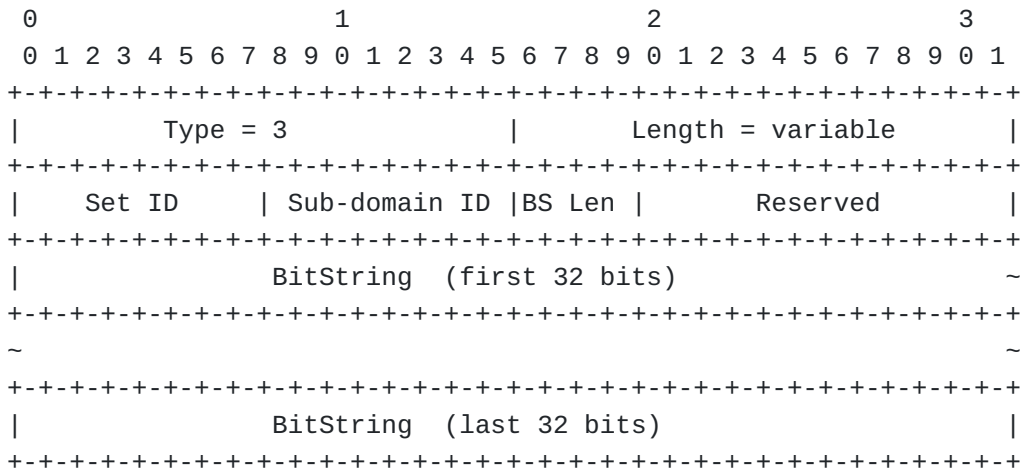 0                   1                   2                   3
 0 1 2 3 4 5 6 7 8 9 0 1 2 3 4 5 6 7 8 9 0 1 2 3 4 5 6 7 8 9 0 1
+-+-+-+-+-+-+-+-+-+-+-+-+-+-+-+-+-+-+-+-+-+-+-+-+-+-+-+-+-+-+-+-+
|         Type = 3              |       Length = variable       |
+-+-+-+-+-+-+-+-+-+-+-+-+-+-+-+-+-+-+-+-+-+-+-+-+-+-+-+-+-+-+-+-+
|    Set ID     | Sub-domain ID |BS Len |       Reserved        |
+-+-+-+-+-+-+-+-+-+-+-+-+-+-+-+-+-+-+-+-+-+-+-+-+-+-+-+-+-+-+-+-+
|                BitString  (first 32 bits)                     ~
+-+-+-+-+-+-+-+-+-+-+-+-+-+-+-+-+-+-+-+-+-+-+-+-+-+-+-+-+-+-+-+-+
~                                                               ~
+-+-+-+-+-+-+-+-+-+-+-+-+-+-+-+-+-+-+-+-+-+-+-+-+-+-+-+-+-+-+-+-+
|                BitString  (last 32 bits)                      |
+-+-+-+-+-+-+-+-+-+-+-+-+-+-+-+-+-+-+-+-+-+-+-+-+-+-+-+-+-+-+-+-+